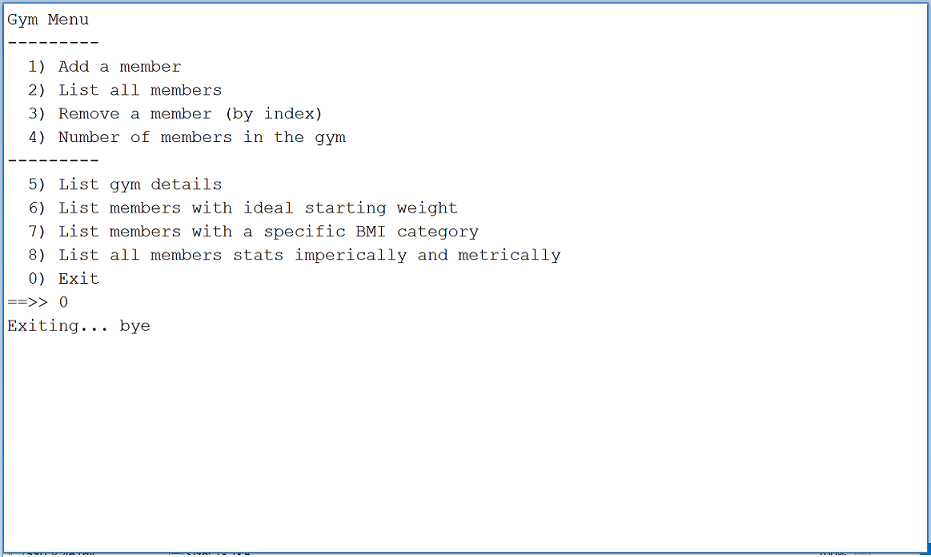 Gym Menu
---------
1) Add a member
2) List all members
3) Remove a member (by index)
4) Number of members in the gym
---------
5) List gym details
6) List members with ideal starting weight
7) List members with a specific BMI category
8) List all members stats imperically and metrically
0) Exit
==>> 0
Exiting... bye